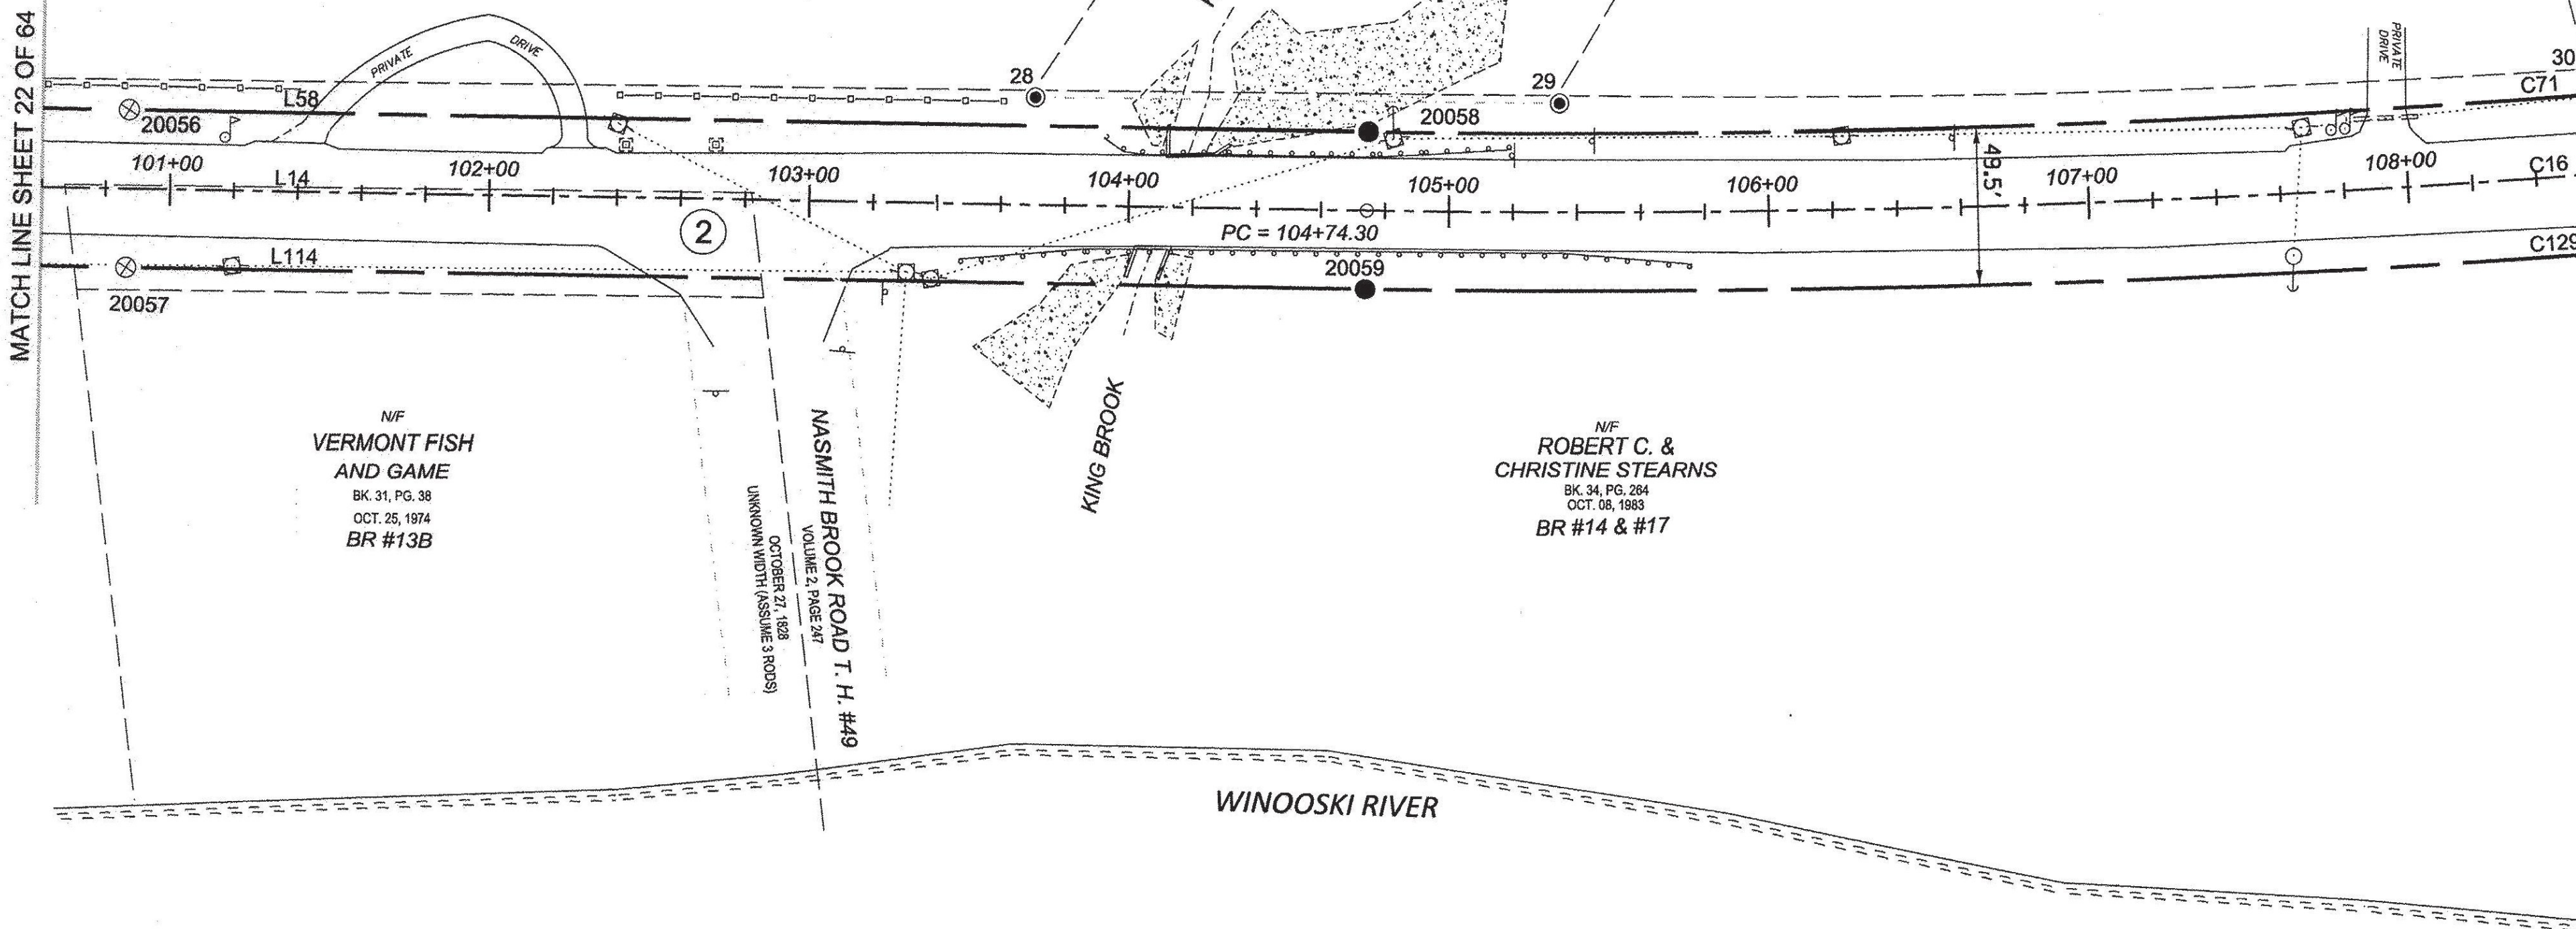 MATCH LINE SHEET 22 OF 64
PRIVATE
DRIVE
PRIVATE
DRIVE
28
29
30
C71
L58
20056
20058
101+00
102+00
103+00
104+00
105+00
106+00
107+00
108+00
L14
C16
49.5'
2
PC = 104+74.30
L114
C129
20057
20059
N/F
VERMONT FISH
AND GAME
BK. 31, PG. 38
OCT. 25, 1974
BR #13B
NASMITH BROOK ROAD T. H. #49
VOLUME 2, PAGE 247
OCTOBER 27, 1828
UNKNOWN WIDTH (ASSUME 3 RODS)
KING BROOK
N/F
ROBERT C. &
CHRISTINE STEARNS
BK. 34, PG. 264
OCT. 08, 1983
BR #14 & #17
WINOOSKI RIVER